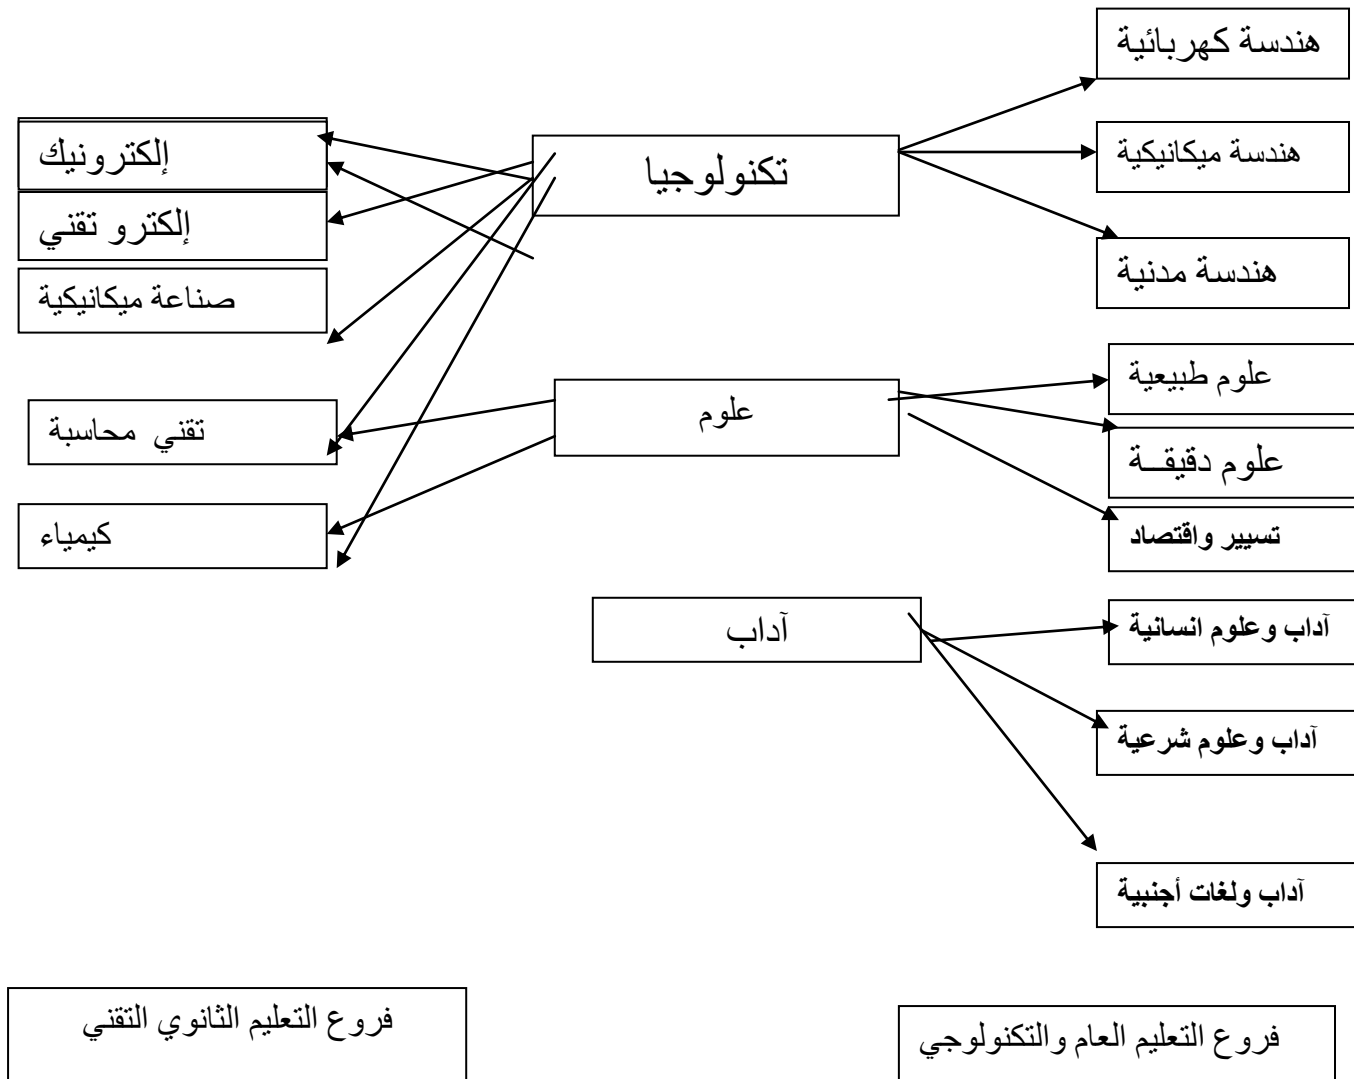 هندسة كهربائية
هندسة ميكانيكية
هندسة مدنية
تكنولوجيا
إلكترونيك
إلكترو تقني
صناعة ميكانيكية
علوم طبيعية
علوم دقيقــة
تسيير واقتصاد
علوم
تقني محاسبة
كيمياء
آداب وعلوم انسانية
آداب وعلوم شرعية
آداب ولغات أجنبية
آداب
فروع التعليم العام والتكنولوجي
فروع التعليم الثانوي التقني